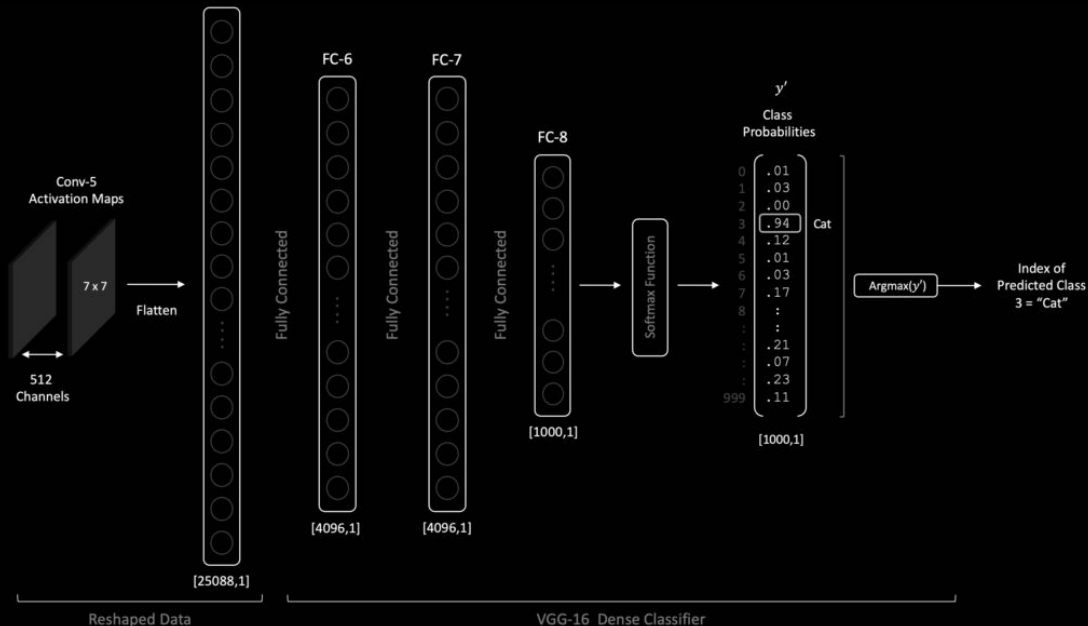 Conv-5
Activation Maps
7 x 7
512
Channels
Flatten
[25088,1]
Reshaped Data
Fully Connected
FC-6
[4096,1]
Fully Connected
FC-7
[4096,1]
Fully Connected
FC-8
[1000,1]
Softmax Function
y'
Class
Probabilities
0 .01
1 .03
2 .00
3 .94 Cat
4 .12
5 .01
6 .03
7 .17
8 :
: :
: .21
: .07
: .23
999 .11
[1000,1]
Argmax(y')
Index of
Predicted Class
3 = “Cat”
VGG-16 Dense Classifier